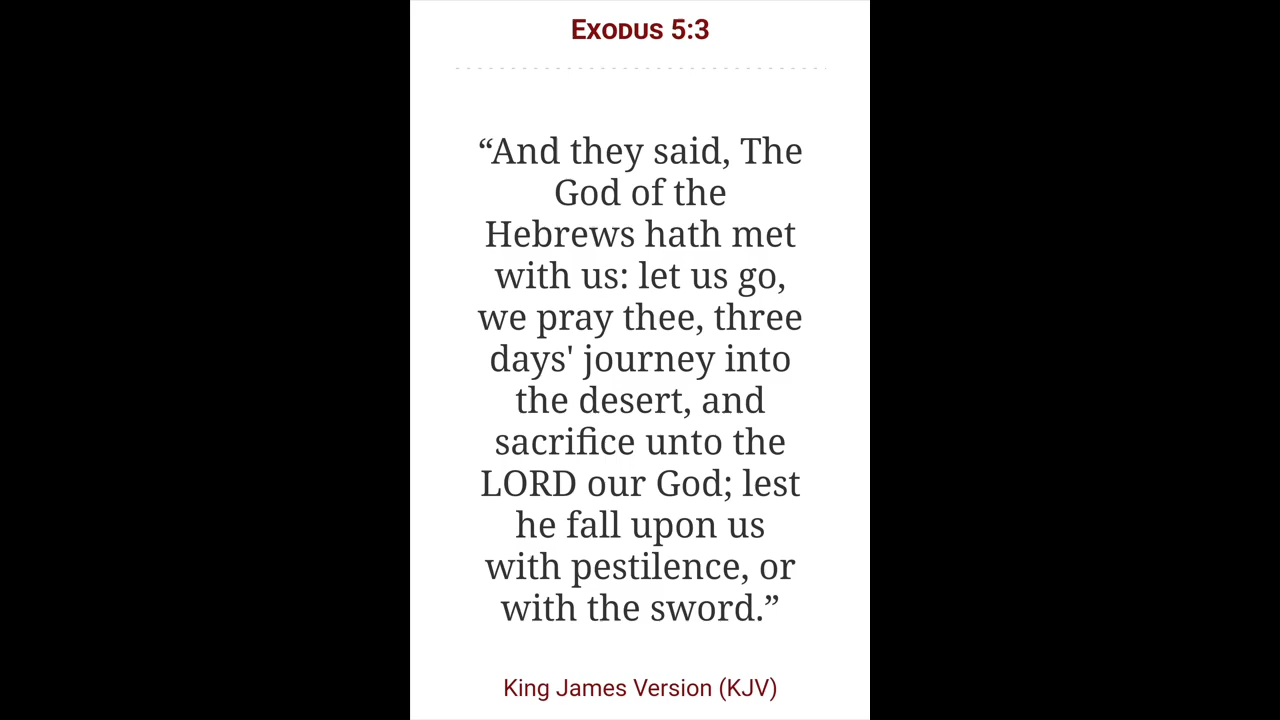 Exodus 5:3
“And they said, The
God of the
Hebrews hath met
with us: let us go,
we pray thee, three
days' journey into
the desert, and
sacrifice unto the
LORD our God; lest
he fall upon us
with pestilence, or
with the sword.”
King James Version (KJV)